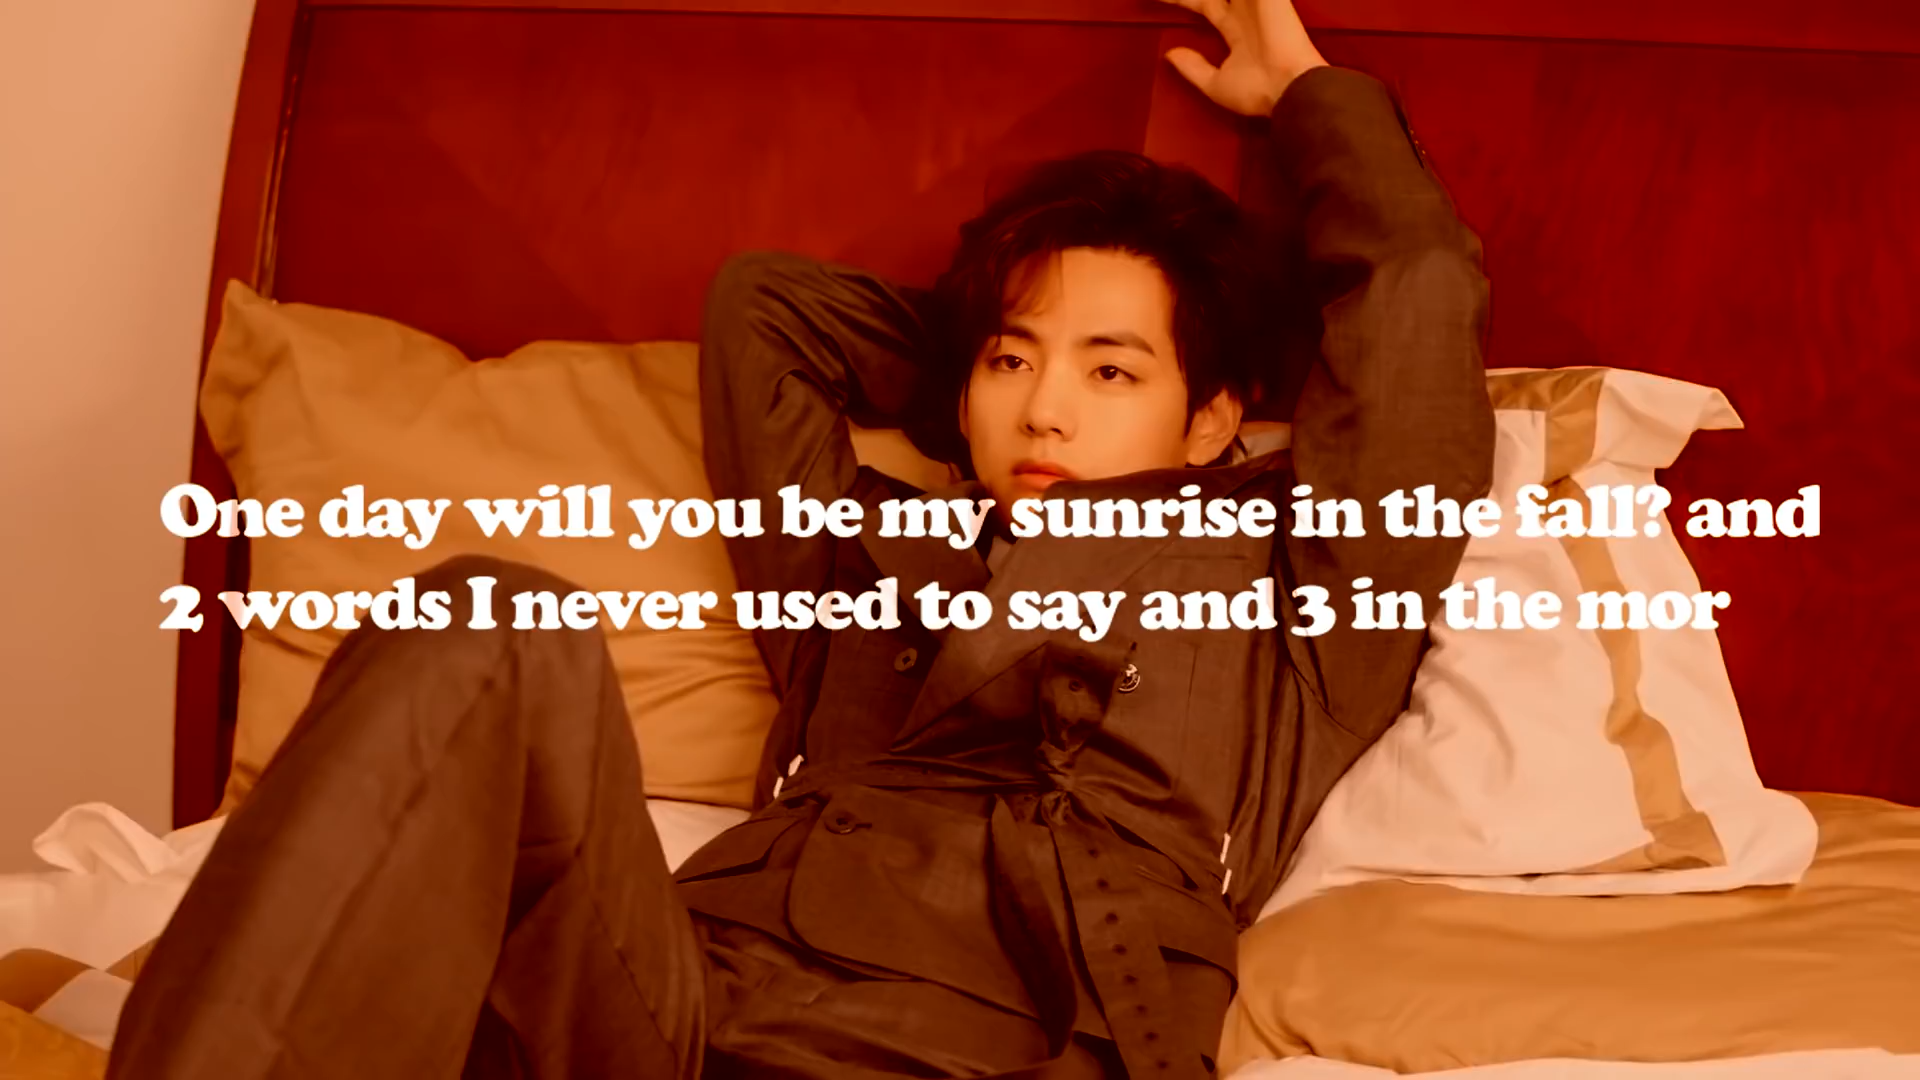 One day will you be my sunrise in the fall? and
2 words I never used to say and 3 in the mor